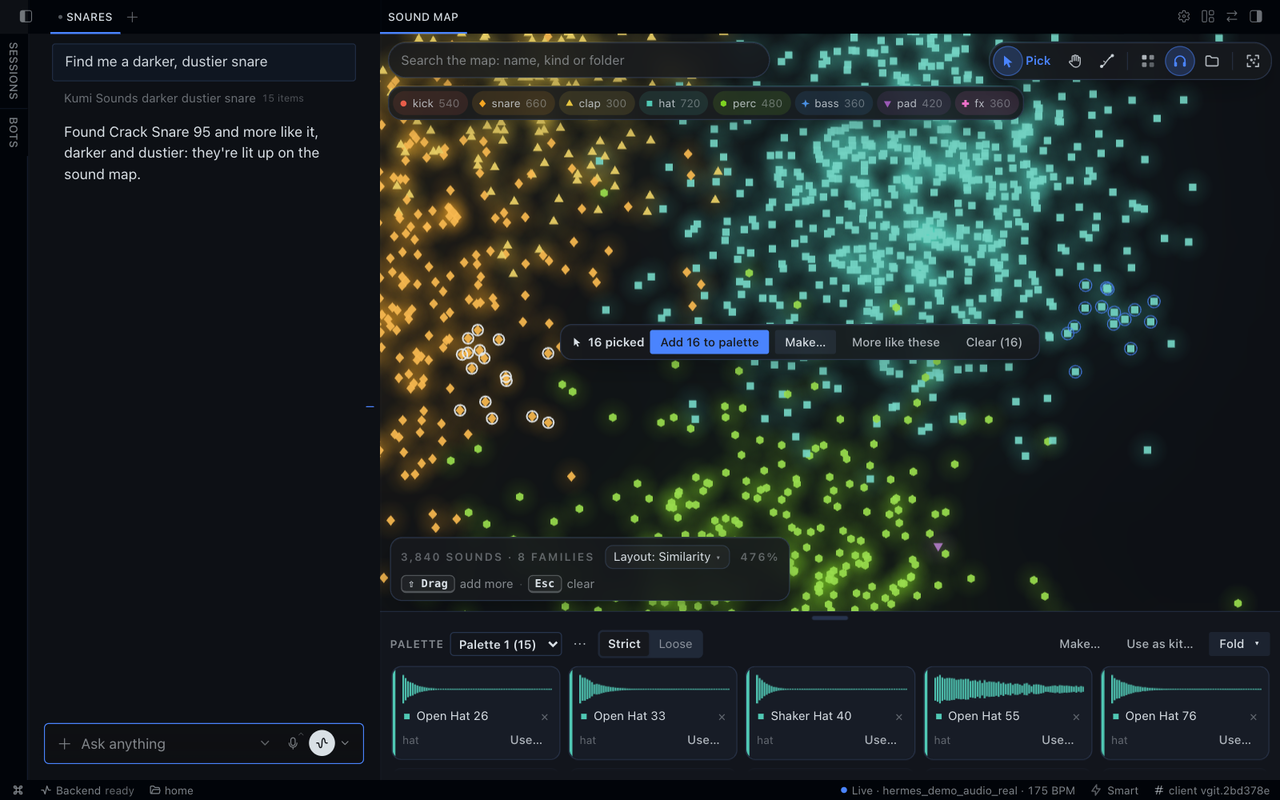 SNARES
SOUND MAP
SESSIONS
BOTS
Find me a darker, dustier snare
Kumi Sounds darker dustier snare 15 items
Found Crack Snare 95 and more like it,
darker and dustier: they're lit up on the
sound map.
Ask anything
Search the map: name, kind or folder
Pick
kick 540
snare 660
clap 300
hat 720
perc 480
bass 360
pad 420
fx 360
16 picked
Add 16 to palette
Make...
More like these
Clear (16)
3,840 SOUNDS · 8 FAMILIES
Layout: Similarity
476%
⇧ Drag add more · Esc clear
PALETTE
Palette 1 (15)
Strict
Loose
Make...
Use as kit...
Fold
Open Hat 26
hat
Use...
Open Hat 33
hat
Use...
Shaker Hat 40
hat
Use...
Open Hat 55
hat
Use...
Open Hat 76
hat
Use...
Backend ready
home
Live · hermes_demo_audio_real · 175 BPM
Smart
# client vgit.2bd378e